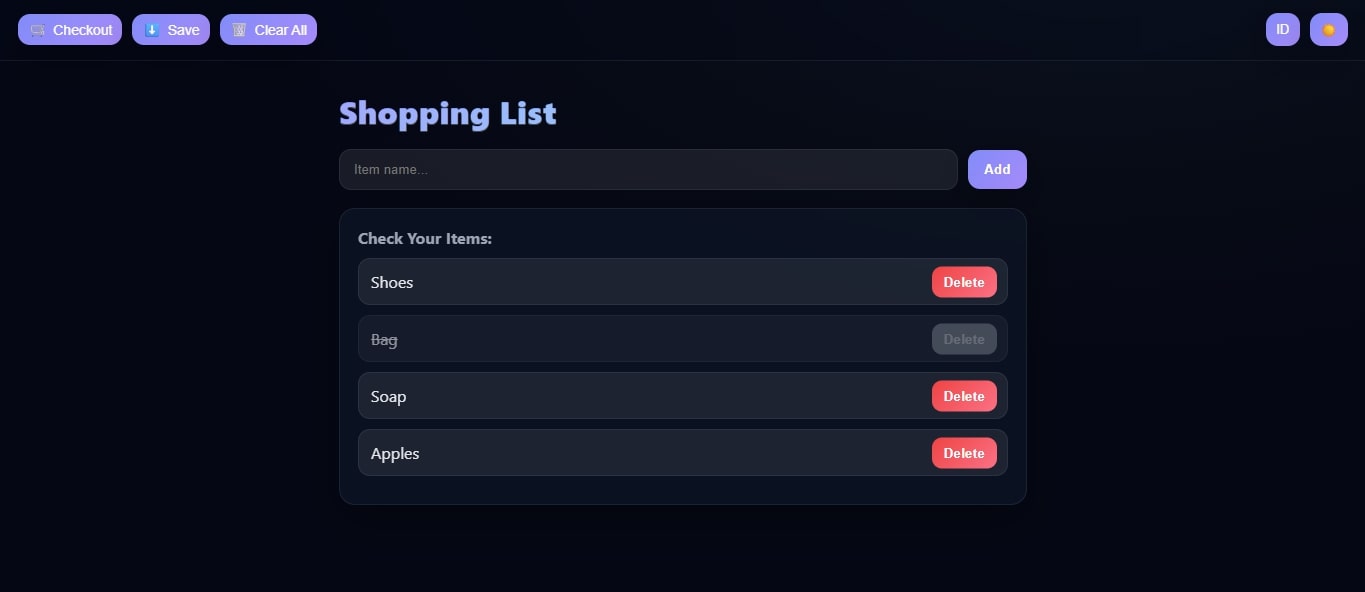 Checkout Save Clear All ID
Shopping List
Item name...
Add
Check Your Items:
Shoes Delete
Bag Delete
Soap Delete
Apples Delete